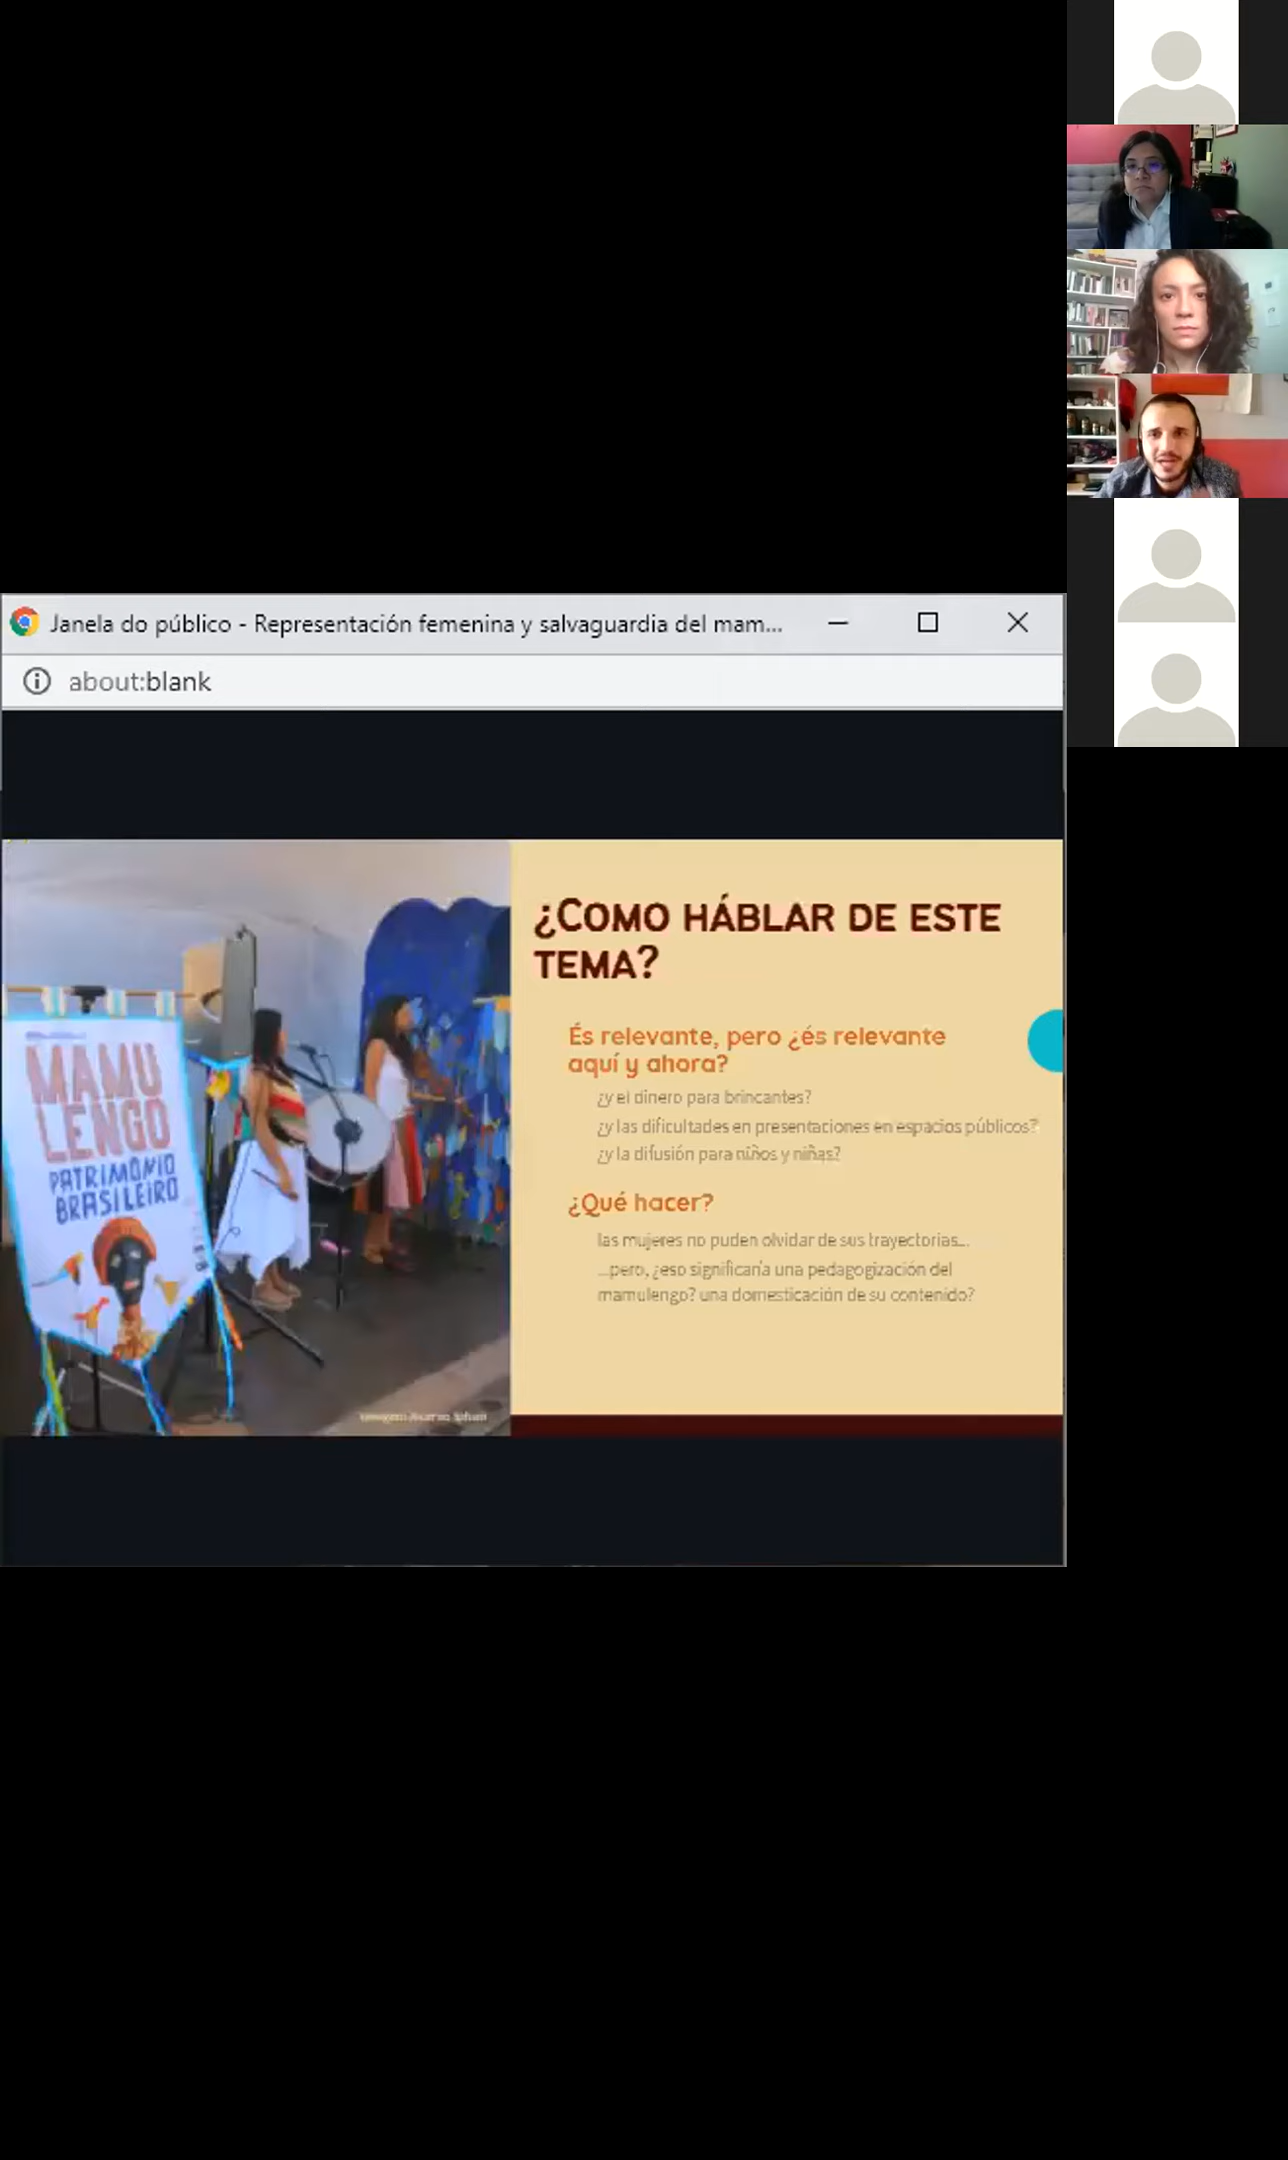 Janela do público - Representación femenina y salvaguardia del mam...
about:blank
MAMU
LENGO
PATRIMÔNIO
BRASILEIRO
¿COMO HÁBLAR DE ESTE
TEMA?
És relevante, pero ¿és relevante
aquí y ahora?
¿y el dinero para brincantes?
¿y las dificultades en presentaciones en espacios públicos?
¿y la difusión para niños y niñas?
¿Qué hacer?
las mujeres no puden olvidar de sus trayectorias...
...pero, ¿eso significaría una pedagogización del
mamulengo? una domesticación de su contenido?